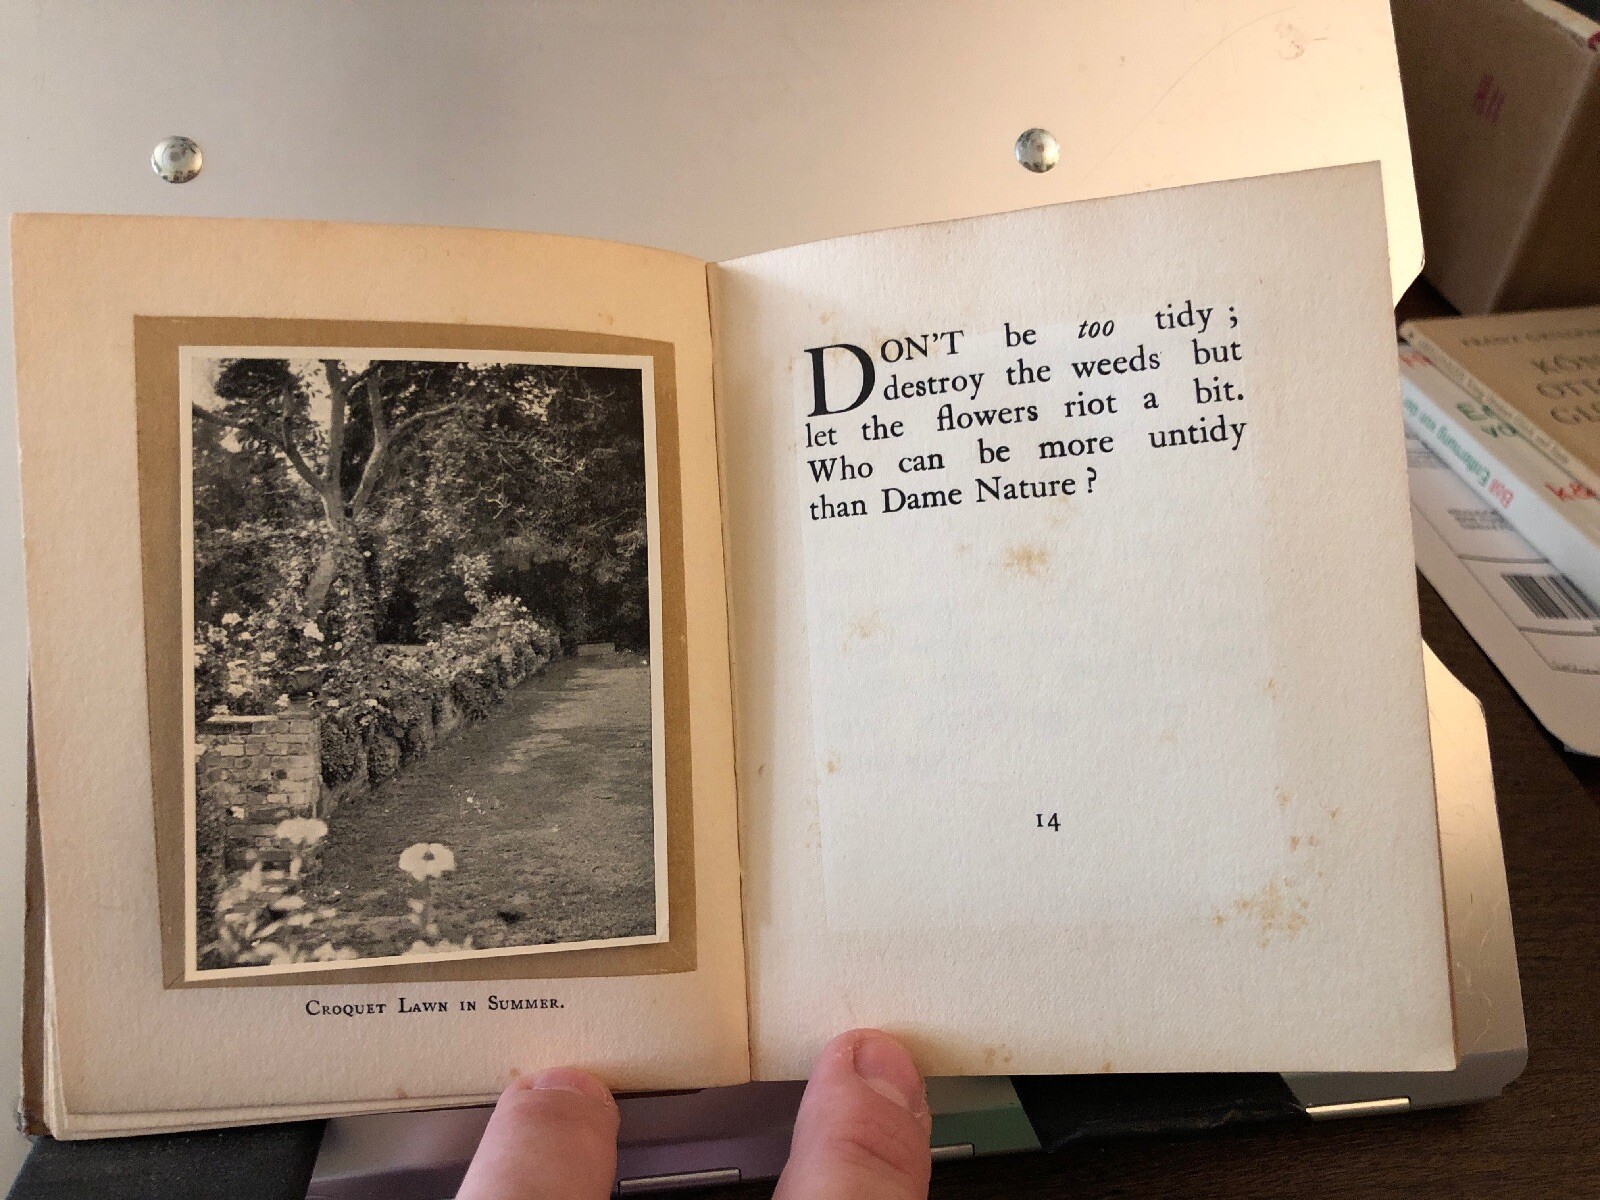 CROQUET LAWN IN SUMMER.
DON'T be too tidy ;
destroy the weeds but
let the flowers riot a bit.
Who can be more untidy
than Dame Nature ?
14